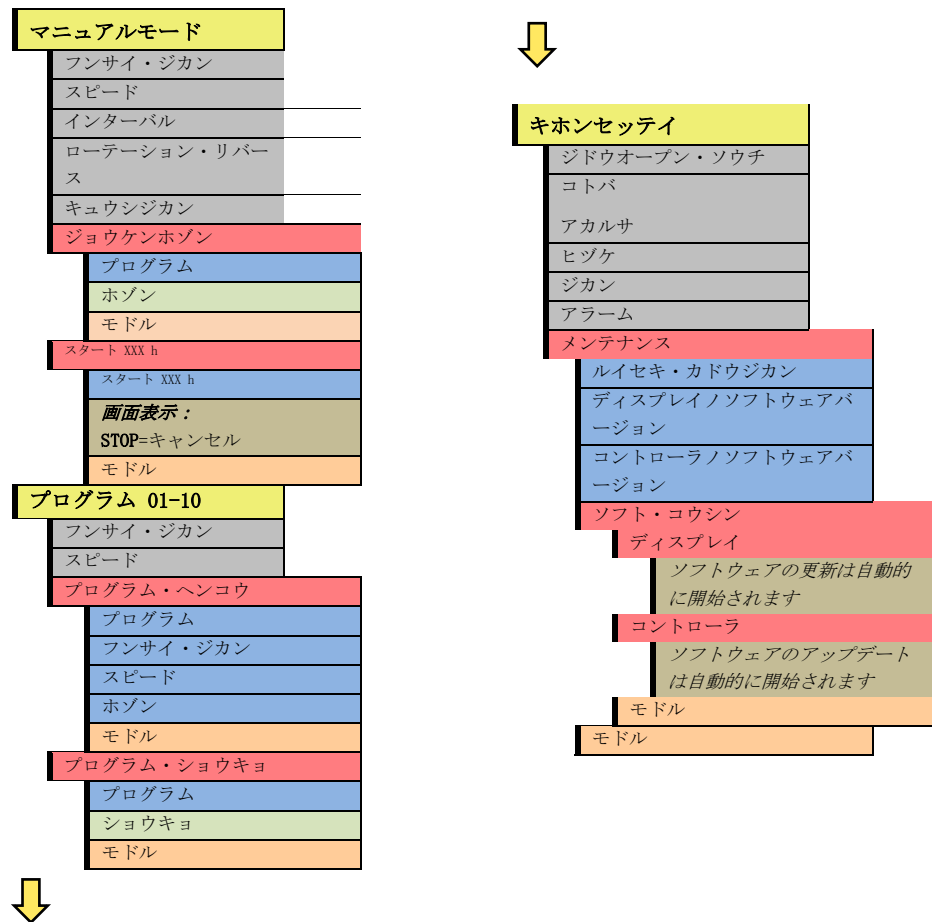 マニュアルモード
フンサイ・ジカン
スピード
インターバル
ローテーション・リバー
ス
キュウシジカン
ジョウケンホゾン
プログラム
ホゾン
モドル
スタート XXX h
スタート XXX h
画面表示：
STOP=キャンセル
モドル
プログラム 01-10
フンサイ・ジカン
スピード
プログラム・ヘンコウ
プログラム
フンサイ・ジカン
スピード
ホゾン
モドル
プログラム・ショウキョ
プログラム
ショウキョ
モドル
キホンセッテイ
ジドウオープン・ソウチ
コトバ
アカルサ
ヒヅケ
ジカン
アラーム
メンテナンス
ルイセキ・カドウジカン
ディスプレイノソフトウェアバ
ージョン
コントローラノソフトウェアバ
ージョン
ソフト・コウシン
ディスプレイ
ソフトウェアの更新は自動的
に開始されます
コントローラ
ソフトウェアのアップデート
は自動的に開始されます
モドル
モドル